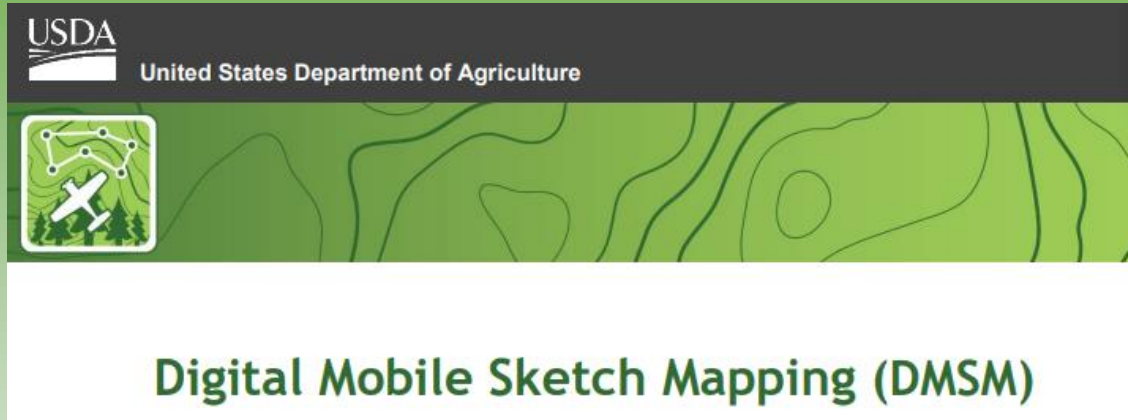 USDA
United States Department of Agriculture
Digital Mobile Sketch Mapping (DMSM)